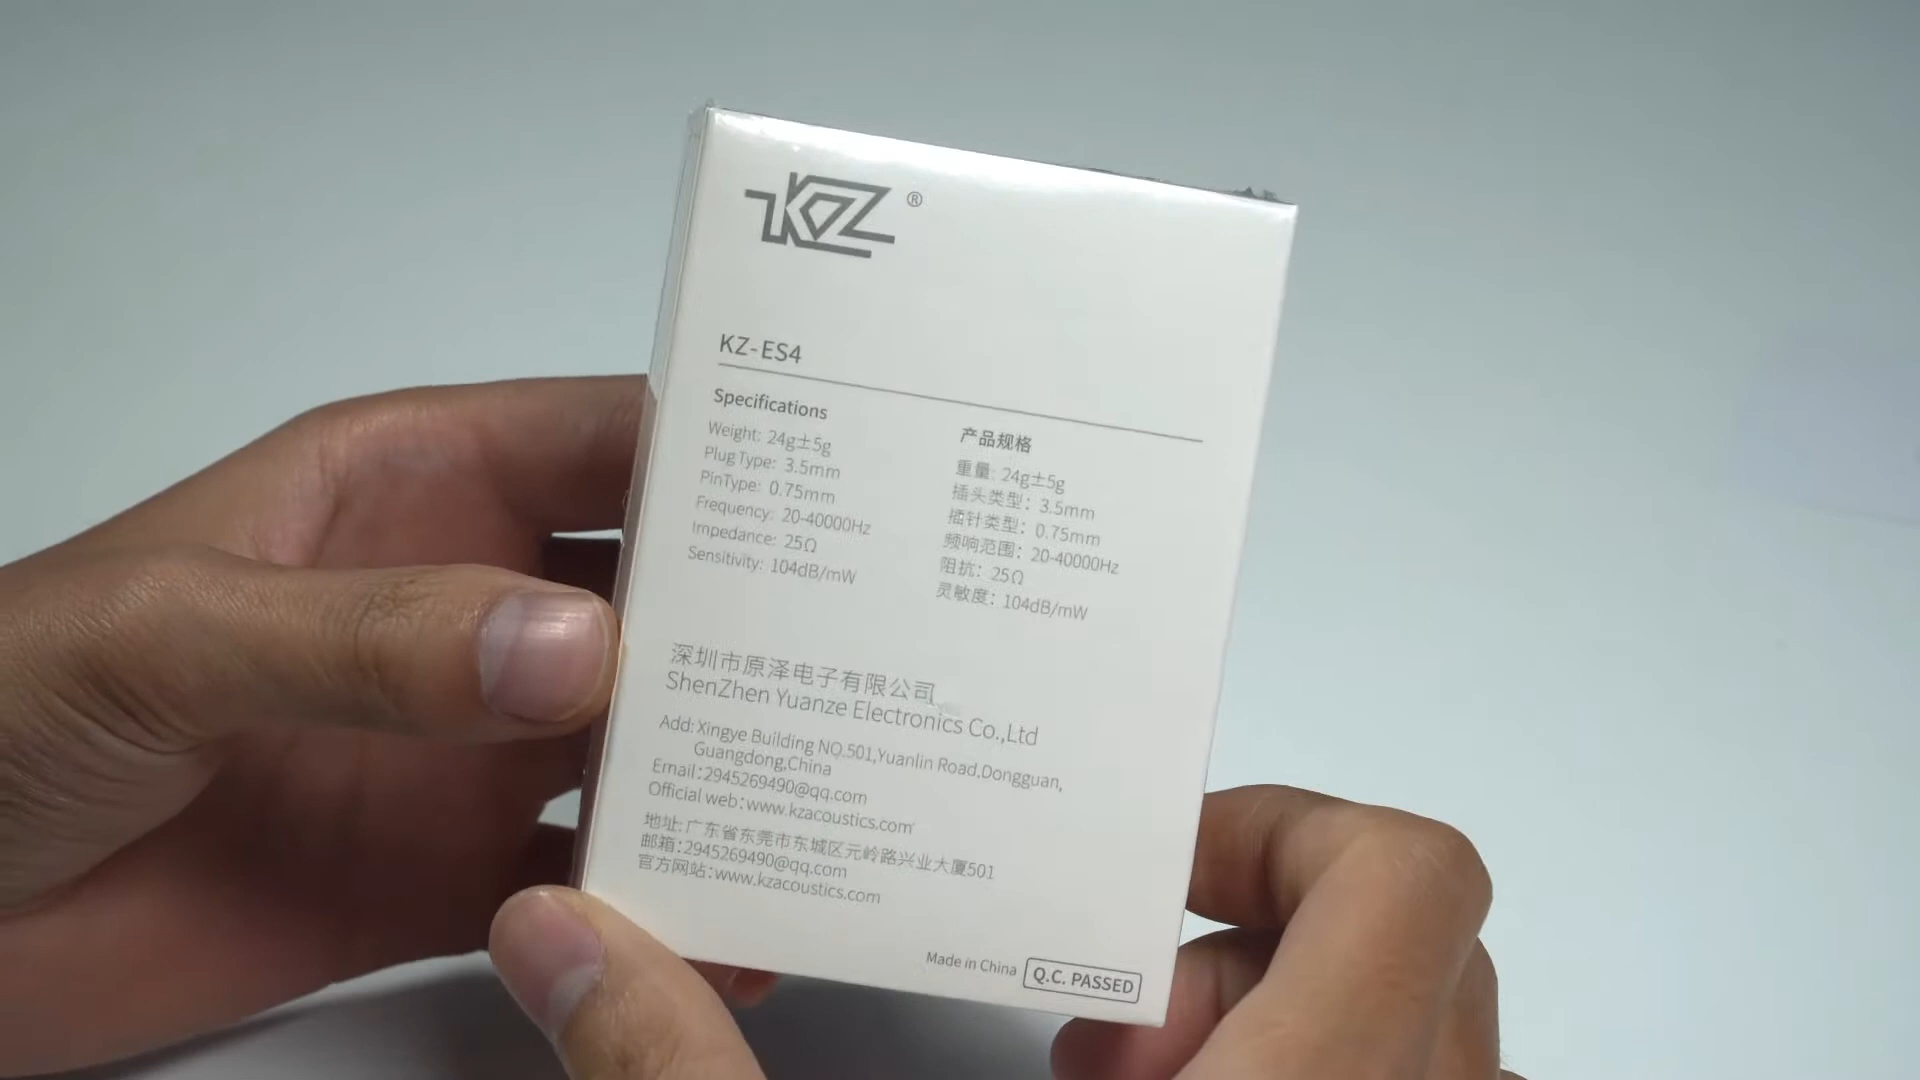 KZ®
KZ-ES4
Specifications
Weight: 24g±5g
Plug Type: 3.5mm
PinType: 0.75mm
Frequency: 20-40000Hz
Impedance: 25Ω
Sensitivity: 104dB/mW
产品规格
重量: 24g±5g
插头类型：3.5mm
插针类型：0.75mm
频响范围：20-40000Hz
阻抗：25Ω
灵敏度：104dB/mW
深圳市原泽电子有限公司
ShenZhen Yuanze Electronics Co.,Ltd
Add: Xingye Building NO.501,Yuanlin Road,Dongguan,
Guangdong,China
Email:2945269490@qq.com
Official web:www.kzacoustics.com
地址:广东省东莞市东城区元岭路兴业大厦501
邮箱:2945269490@qq.com
官方网站:www.kzacoustics.com
Made in China
Q.C. PASSED